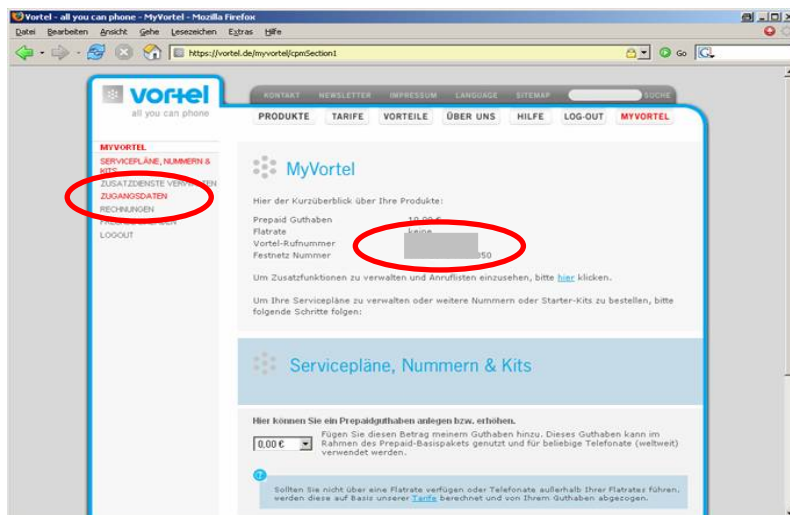 Vortel - all you can phone - MyVortel - Mozilla Firefox
Datei Bearbeiten Ansicht Gehe Lesezeichen Extras Hilfe
https://vortel.de/myvortel/cpmSection1
Go
vortel
all you can phone
KONTAKT NEWSLETTER IMPRESSUM LANGUAGE SITEMAP SUCHE
PRODUKTE TARIFE VORTEILE ÜBER UNS HILFE LOG-OUT MYVORTEL
MYVORTEL
SERVICEPLÄNE, NUMMERN &
KITS
ZUSATZDIENSTE VERWALTEN
ZUGANGSDATEN
RECHNUNGEN
LOGOUT
MyVortel
Hier der Kurzüberblick über Ihre Produkte:
Prepaid Guthaben 10,00 €
Flatrate keine
Vortel-Rufnummer
Festnetz Nummer 350
Um Zusatzfunktionen zu verwalten und Anruflisten einzusehen, bitte hier klicken.
Um Ihre Servicepläne zu verwalten oder weitere Nummern oder Starter-Kits zu bestellen, bitte
folgende Schritte folgen:
Servicepläne, Nummern & Kits
Hier können Sie ein Prepaidguthaben anlegen bzw. erhöhen.
0,00 €
Fügen Sie diesen Betrag meinem Guthaben hinzu. Dieses Guthaben kann im
Rahmen des Prepaid-Basispakets genutzt und für beliebige Telefonate (weltweit)
verwendet werden.
Sollten Sie nicht über eine Flatrate verfügen oder Telefonate außerhalb Ihrer Flatrates führen,
werden diese auf Basis unserer Tarife berechnet und von Ihrem Guthaben abgezogen.